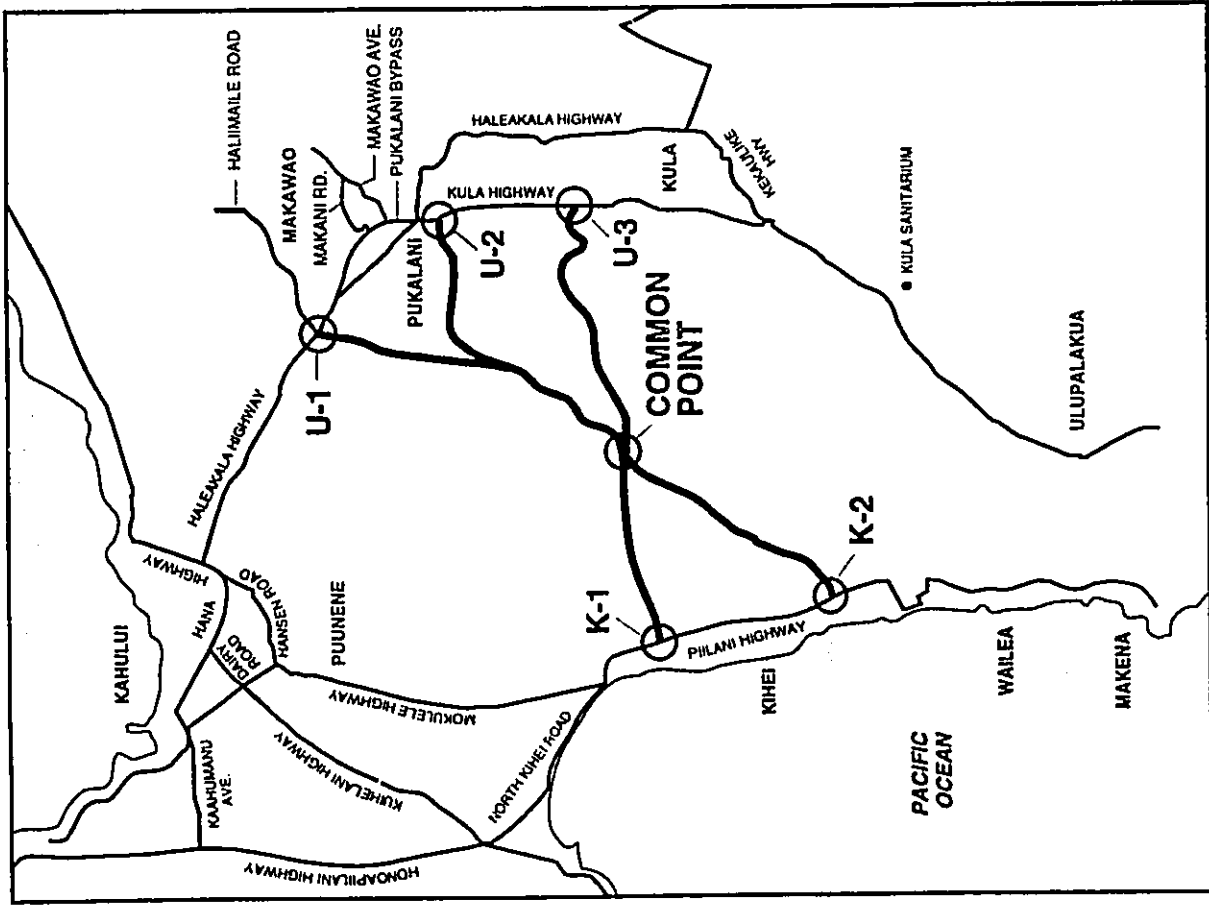 HALIIMAILE ROAD
MAKAWAO AVE.
PUKALANI BYPASS
MAKAWAO
MAKANI RD.
HALEAKALA HIGHWAY
KULA HIGHWAY
KULA
KEKAULIKE
HWY
KULA SANITARIUM
PUKALANI
U-2
U-3
U-1
COMMON
POINT
ULUPALAKUA
HALEAKALA HIGHWAY
HIGHWAY
HANA
HANSEN ROAD
DAIRY
ROAD
PUUNENE
KAHULUI
K-1
K-2
PIILANI HIGHWAY
MOKULELE HIGHWAY
KIHEI
WAILEA
MAKENA
KAAHUMANU
AVE.
KUIHELANI HIGHWAY
NORTH KIHEI ROAD
HONOAPIILANI HIGHWAY
PACIFIC
OCEAN